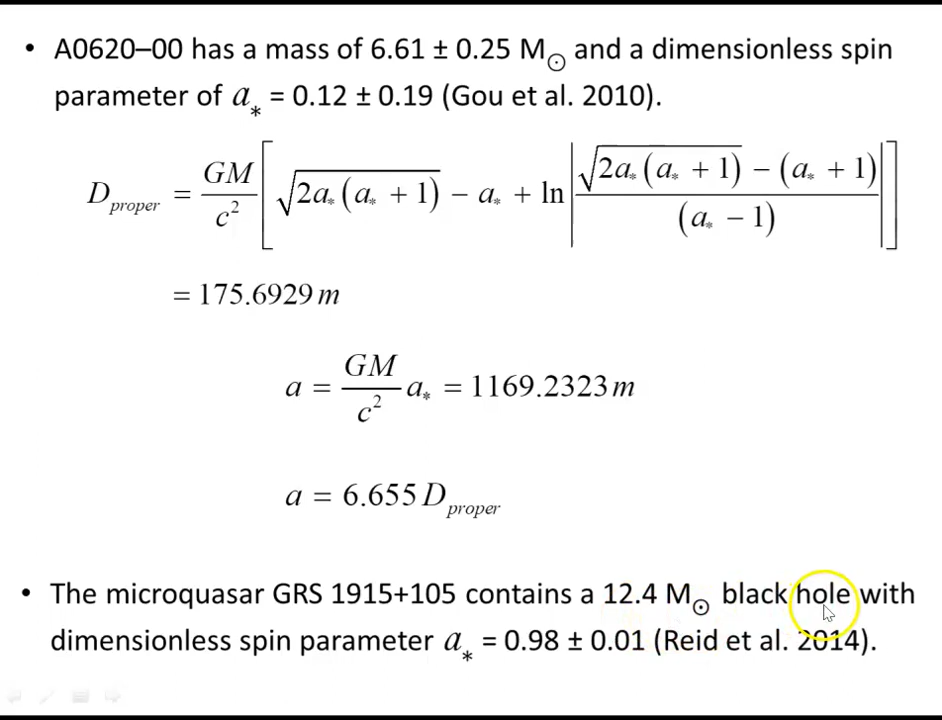 • A0620–00 has a mass of 6.61 ± 0.25 M⊙ and a dimensionless spin
parameter of a* = 0.12 ± 0.19 (Gou et al. 2010).
D_proper = GM/c² [ √(2a*(a* + 1)) − a* + ln | (√(2a*(a* + 1)) − (a* + 1)) / (a* − 1) | ]
= 175.6929 m
a = GM/c² a* = 1169.2323 m
a = 6.655 D_proper
• The microquasar GRS 1915+105 contains a 12.4 M⊙ black hole with
dimensionless spin parameter a* = 0.98 ± 0.01 (Reid et al. 2014).